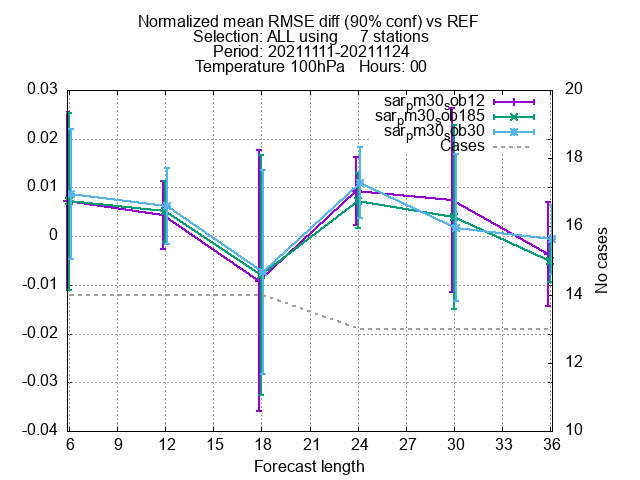 Normalized mean RMSE diff (90% conf) vs REF
Selection: ALL using 7 stations
Period: 20211111-20211124
Temperature 100hPa Hours: 00
sarpm30sob12
sarpm30sob185
sarpm30sob30
Cases
0.03
0.02
0.01
0
-0.01
-0.02
-0.03
-0.04
20
18
16
14
12
10
No cases
6 9 12 15 18 21 24 27 30 33 36
Forecast length